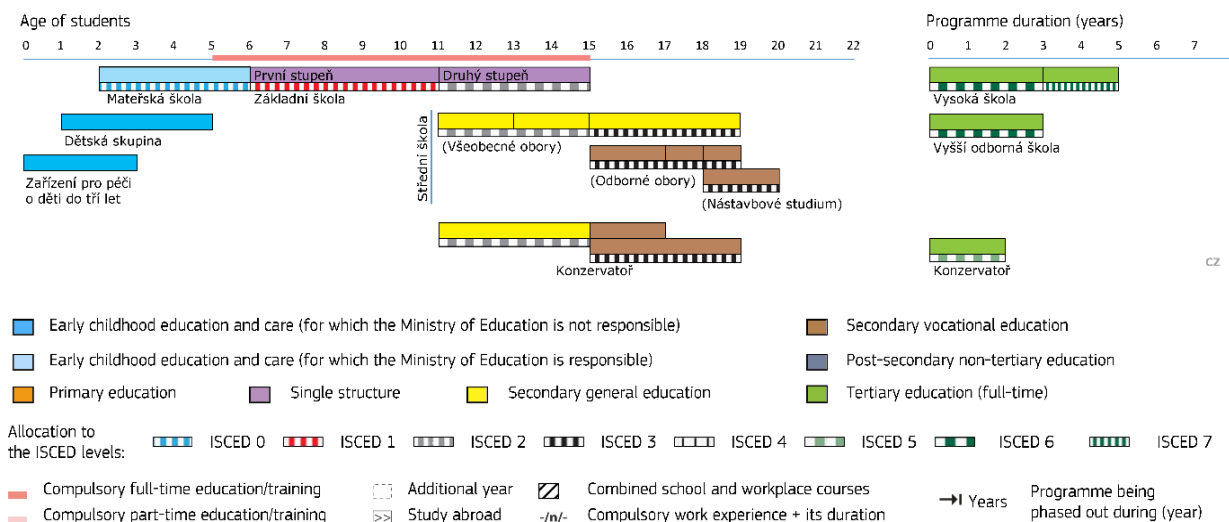 Age of students
Programme duration (years)
0 1 2 3 4 5 6 7 8 9 10 11 12 13 14 15 16 17 18 19 20 21 22
0 1 2 3 4 5 6 7
První stupeň
Druhý stupeň
Mateřská škola
Základní škola
Vysoká škola
Dětská skupina
Střední škola
(Všeobecné obory)
Vyšší odborná škola
Zařízení pro péči
o děti do tří let
(Odborné obory)
(Nástavbové studium)
Konzervatoř
Konzervatoř
CZ
Early childhood education and care (for which the Ministry of Education is not responsible)
Secondary vocational education
Early childhood education and care (for which the Ministry of Education is responsible)
Post-secondary non-tertiary education
Primary education
Single structure
Secondary general education
Tertiary education (full-time)
Allocation to
the ISCED levels:
ISCED 0
ISCED 1
ISCED 2
ISCED 3
ISCED 4
ISCED 5
ISCED 6
ISCED 7
Compulsory full-time education/training
Additional year
Combined school and workplace courses
Years
Programme being
phased out during (year)
Compulsory part-time education/training
>> Study abroad
-/n/- Compulsory work experience + its duration